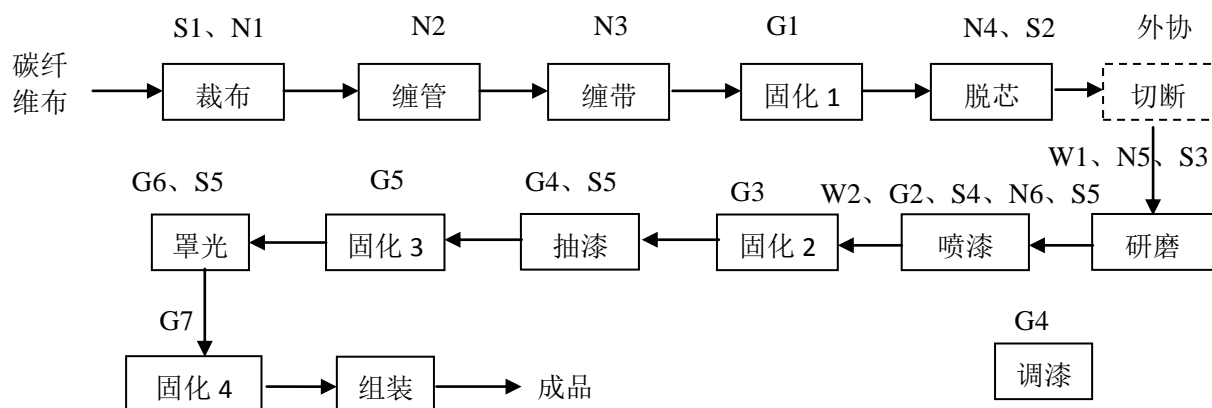 S1、N1
N2
N3
G1
N4、S2
外协
碳纤
维布
裁布
缠管
缠带
固化 1
脱芯
切断
W1、N5、S3
G6、S5
G5
G4、S5
G3
W2、G2、S4、N6、S5
罩光
固化 3
抽漆
固化 2
喷漆
研磨
G7
G4
固化 4
组装
成品
调漆